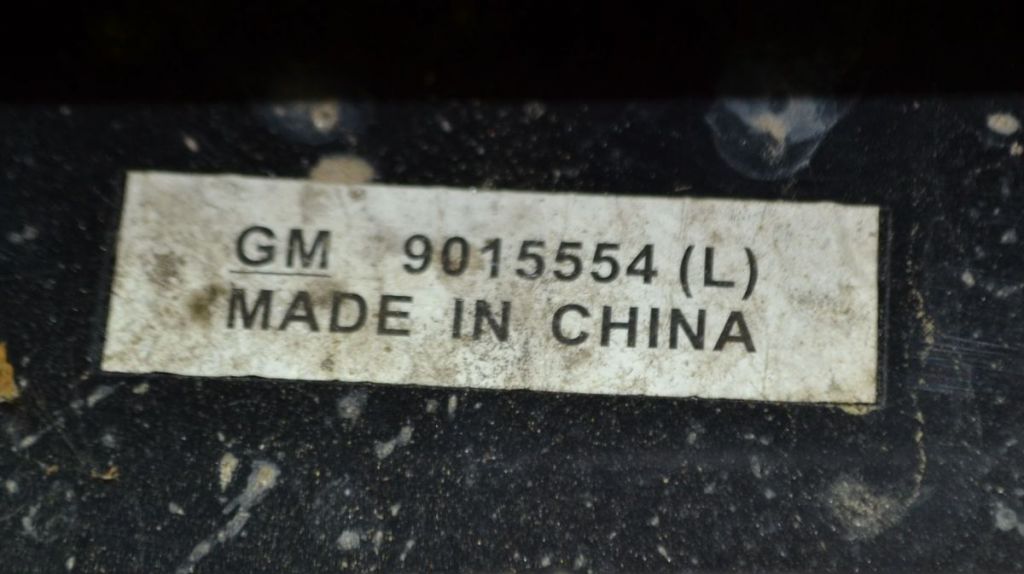 GM 9015554 (L)
MADE IN CHINA